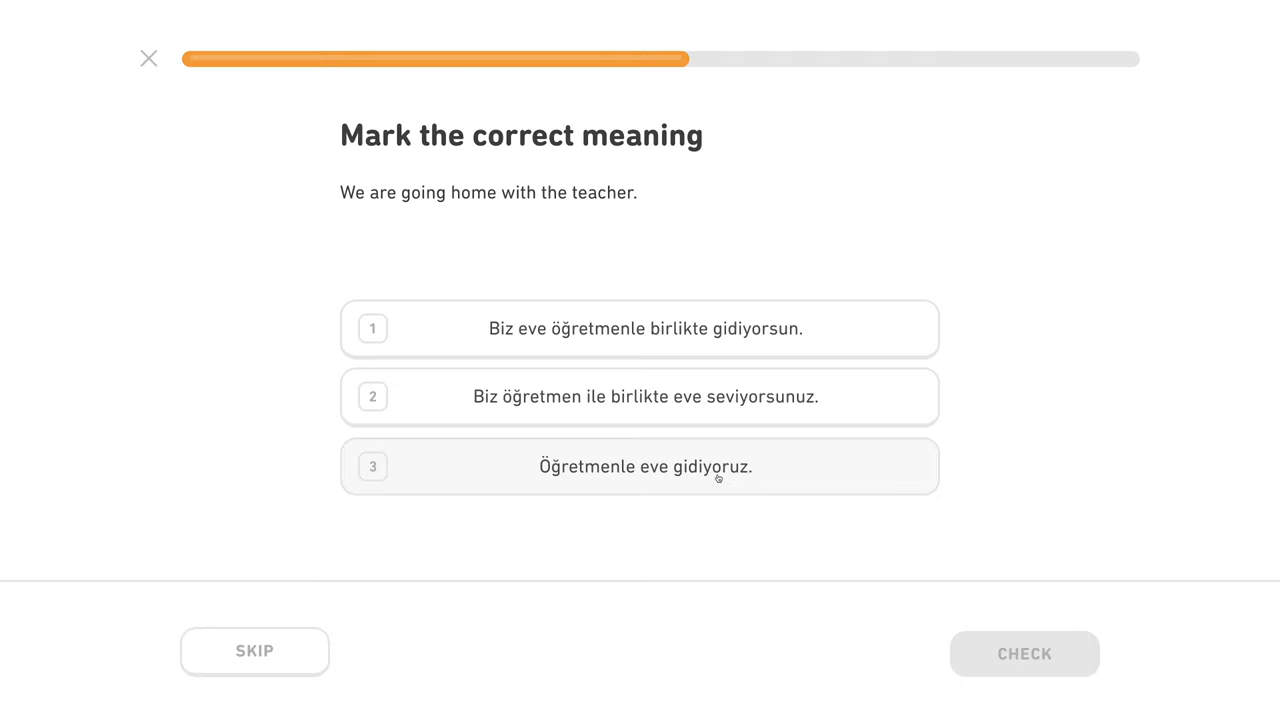 Mark the correct meaning
We are going home with the teacher.
1 Biz eve öğretmenle birlikte gidiyorsun.
2 Biz öğretmen ile birlikte eve seviyorsunuz.
3 Öğretmenle eve gidiyoruz.
SKIP
CHECK